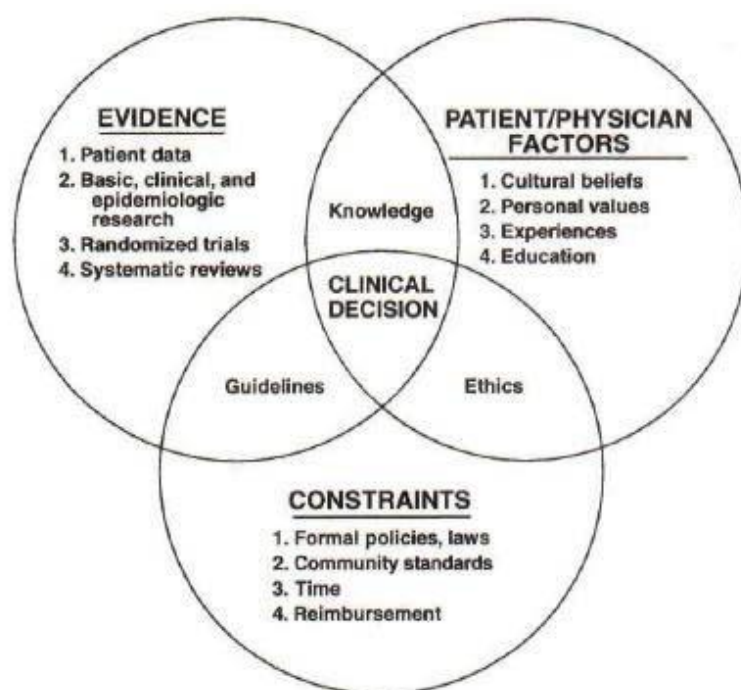 EVIDENCE
1. Patient data
2. Basic, clinical, and
epidemiologic
research
3. Randomized trials
4. Systematic reviews
PATIENT/PHYSICIAN
FACTORS
1. Cultural beliefs
2. Personal values
3. Experiences
4. Education
Knowledge
CLINICAL
DECISION
Guidelines
Ethics
CONSTRAINTS
1. Formal policies, laws
2. Community standards
3. Time
4. Reimbursement